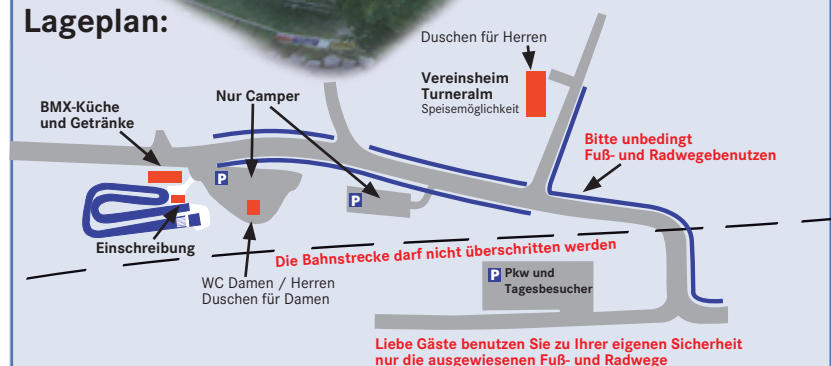 Lageplan:
Duschen für Herren
Vereinsheim
Turneralm
Speisemöglichkeit
Nur Camper
BMX-Küche
und Getränke
Bitte unbedingt
Fuß- und Radwegebenutzen
P
P
Einschreibung
Die Bahnstrecke darf nicht überschritten werden
WC Damen / Herren
Duschen für Damen
P Pkw und
Tagesbesucher
Liebe Gäste benutzen Sie zu Ihrer eigenen Sicherheit
nur die ausgewiesenen Fuß- und Radwege